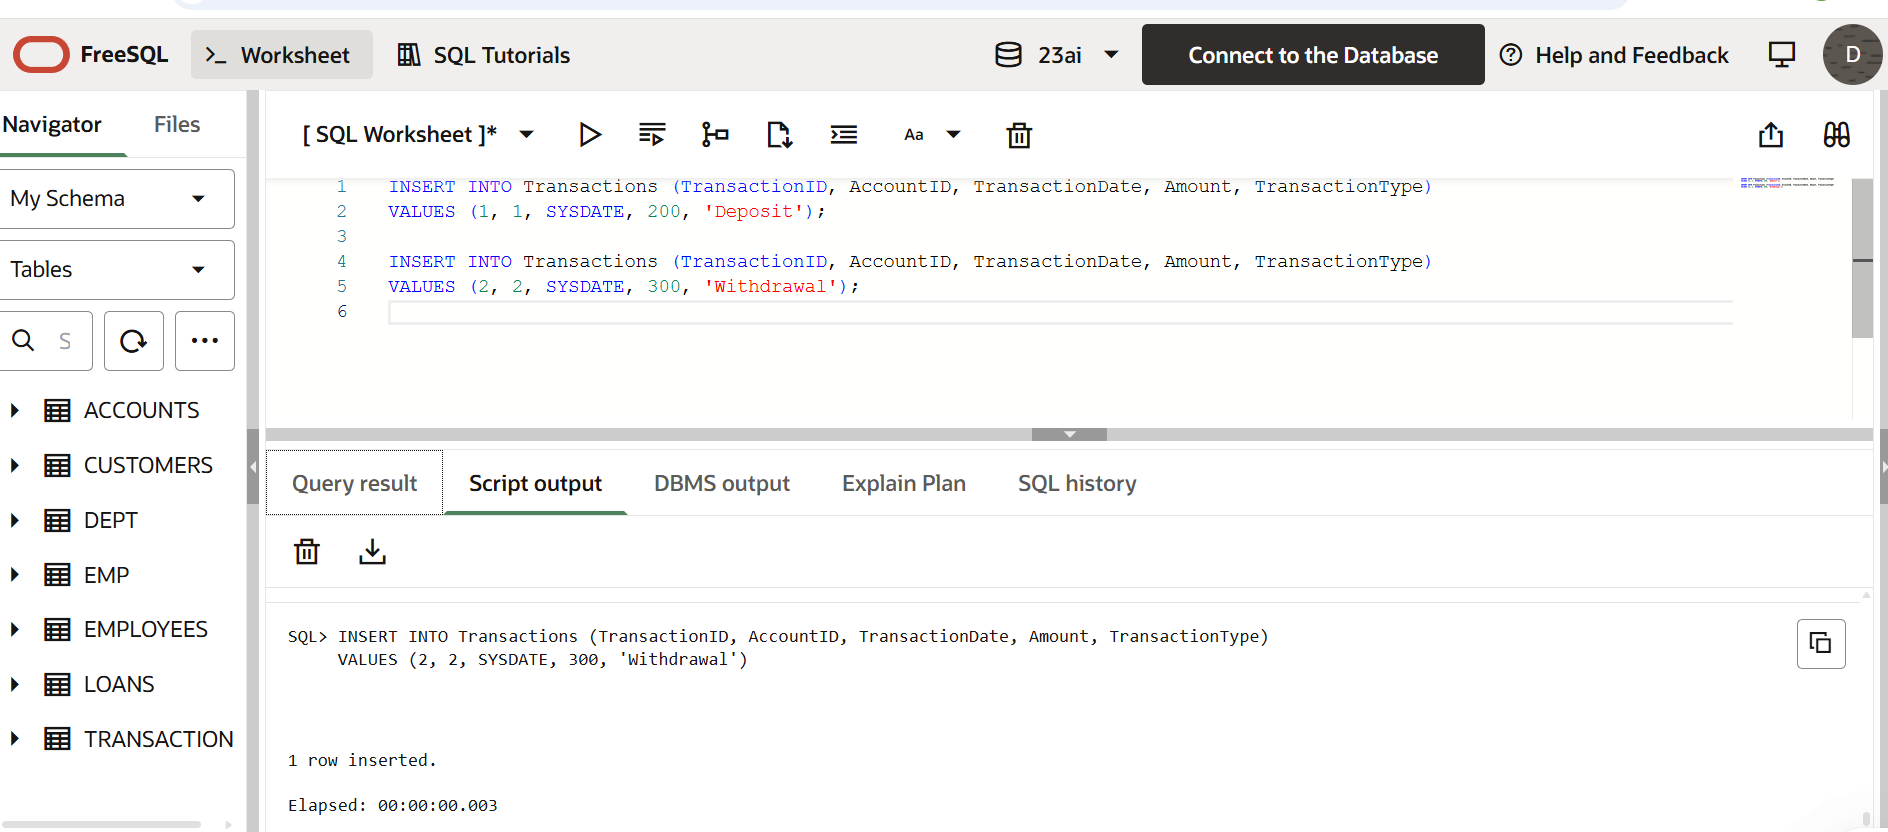 FreeSQL
Worksheet
SQL Tutorials
23ai
Connect to the Database
Help and Feedback
D
Navigator
Files
My Schema
Tables
S
ACCOUNTS
CUSTOMERS
DEPT
EMP
EMPLOYEES
LOANS
TRANSACTION
[ SQL Worksheet ]*
Aa
1 INSERT INTO Transactions (TransactionID, AccountID, TransactionDate, Amount, TransactionType)
2 VALUES (1, 1, SYSDATE, 200, 'Deposit');
3
4 INSERT INTO Transactions (TransactionID, AccountID, TransactionDate, Amount, TransactionType)
5 VALUES (2, 2, SYSDATE, 300, 'Withdrawal');
6
Query result
Script output
DBMS output
Explain Plan
SQL history
SQL> INSERT INTO Transactions (TransactionID, AccountID, TransactionDate, Amount, TransactionType)
VALUES (2, 2, SYSDATE, 300, 'Withdrawal')
1 row inserted.
Elapsed: 00:00:00.003